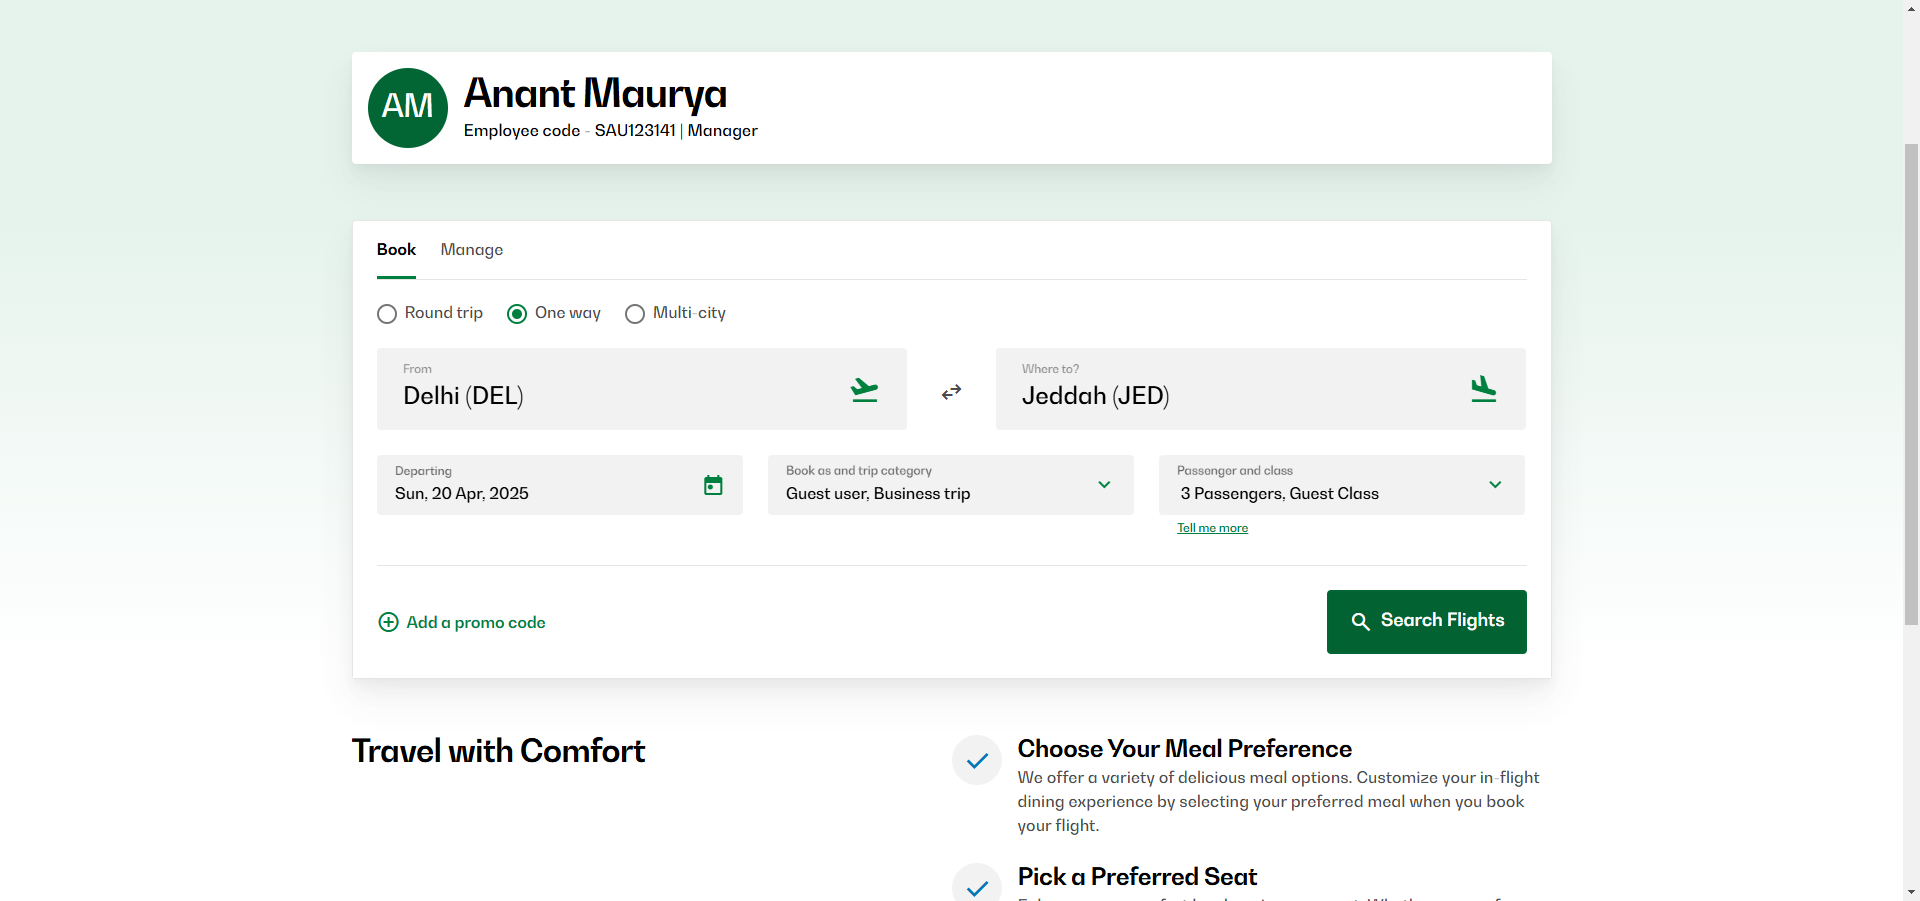 AM
Anant Maurya
Employee code - SAU123141 | Manager
Book Manage
Round trip One way Multi-city
From
Delhi (DEL)
Where to?
Jeddah (JED)
Departing
Sun, 20 Apr, 2025
Book as and trip category
Guest user, Business trip
Passenger and class
3 Passengers, Guest Class
Tell me more
Add a promo code
Search Flights
Travel with Comfort
Choose Your Meal Preference
We offer a variety of delicious meal options. Customize your in-flight
dining experience by selecting your preferred meal when you book
your flight.
Pick a Preferred Seat